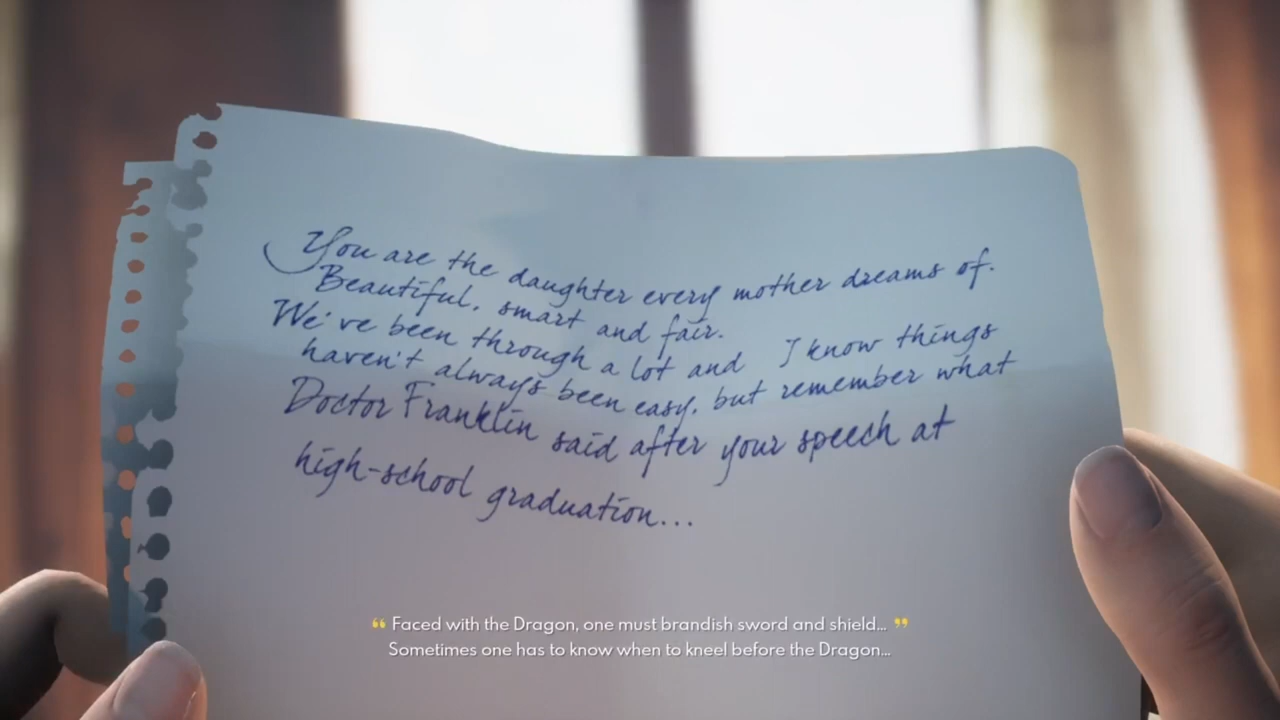 You are the daughter every mother dreams of.
Beautiful, smart and fair.
We've been through a lot and I know things
haven't always been easy, but remember what
Doctor Franklin said after your speech at
high-school graduation...
“ Faced with the Dragon, one must brandish sword and shield... ”
Sometimes one has to know when to kneel before the Dragon...